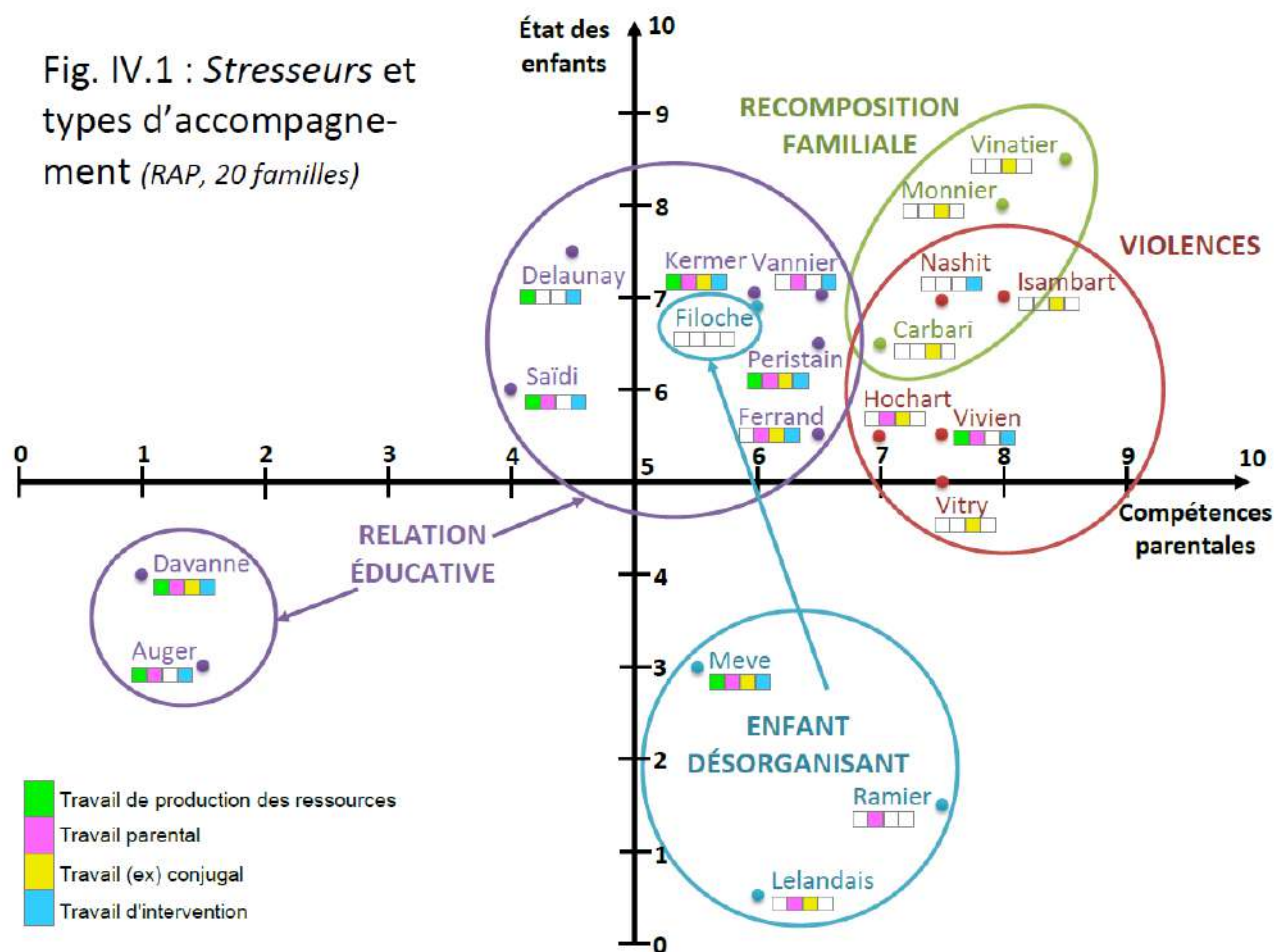 Fig. IV.1 : Stresseurs et
types d'accompagne-
ment (RAP, 20 familles)
État des
enfants
10
9
8
7
6
5
4
3
2
1
0
0
1
2
3
4
6
7
8
9
10
Compétences
parentales
RECOMPOSITION
FAMILIALE
Vinatier
Monnier
VIOLENCES
Nashit
Isambart
Carbari
Hochart
Vivien
Vitry
Delaunay
Kermer
Vannier
Filoche
Peristain
Saïdi
Ferrand
RELATION
ÉDUCATIVE
Davanne
Auger
Meve
ENFANT
DÉSORGANISANT
Ramier
Lelandais
Travail de production des ressources
Travail parental
Travail (ex) conjugal
Travail d'intervention